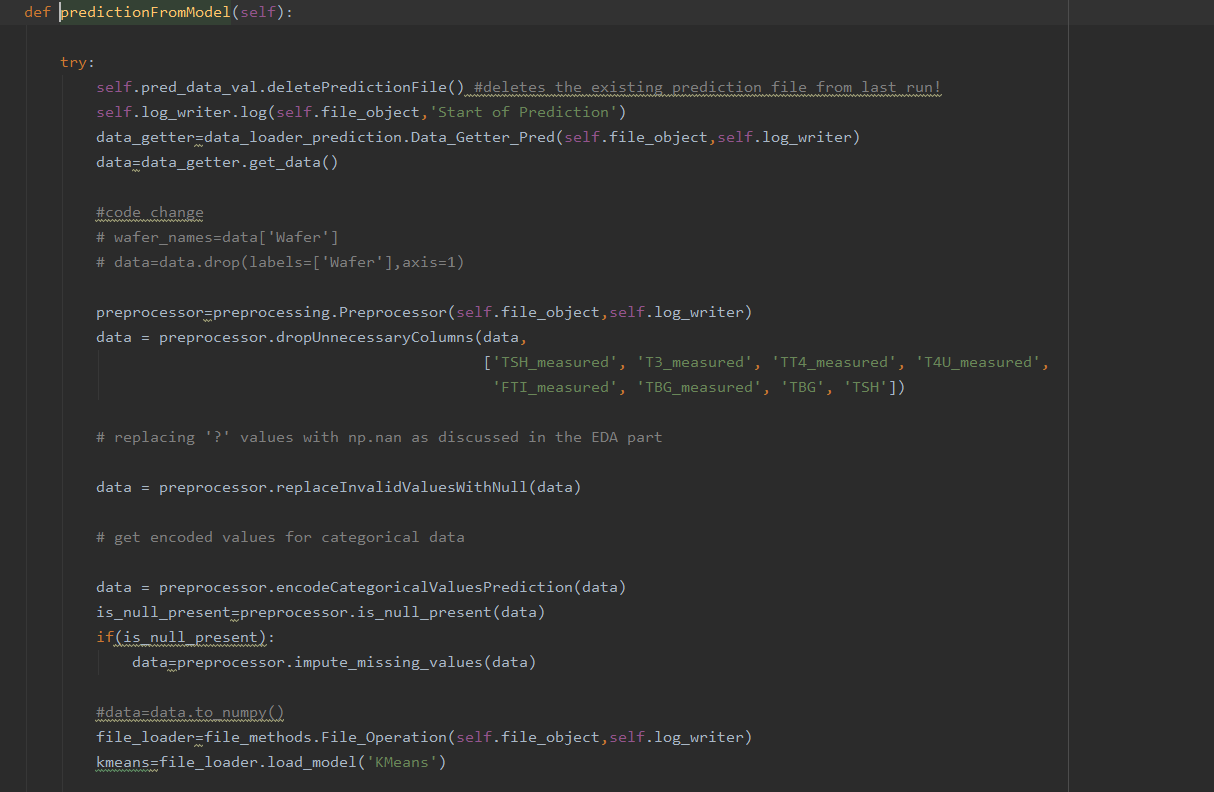 def predictionFromModel(self):
try:
self.pred_data_val.deletePredictionFile() #deletes the existing prediction file from last run!
self.log_writer.log(self.file_object,'Start of Prediction')
data_getter=data_loader_prediction.Data_Getter_Pred(self.file_object,self.log_writer)
data=data_getter.get_data()
#code change
# wafer_names=data['Wafer']
# data=data.drop(labels=['Wafer'],axis=1)
preprocessor=preprocessing.Preprocessor(self.file_object,self.log_writer)
data = preprocessor.dropUnnecessaryColumns(data,
['TSH_measured', 'T3_measured', 'TT4_measured', 'T4U_measured',
'FTI_measured', 'TBG_measured', 'TBG', 'TSH'])
# replacing '?' values with np.nan as discussed in the EDA part
data = preprocessor.replaceInvalidValuesWithNull(data)
# get encoded values for categorical data
data = preprocessor.encodeCategoricalValuesPrediction(data)
is_null_present=preprocessor.is_null_present(data)
if(is_null_present):
data=preprocessor.impute_missing_values(data)
#data=data.to_numpy()
file_loader=file_methods.File_Operation(self.file_object,self.log_writer)
kmeans=file_loader.load_model('KMeans')